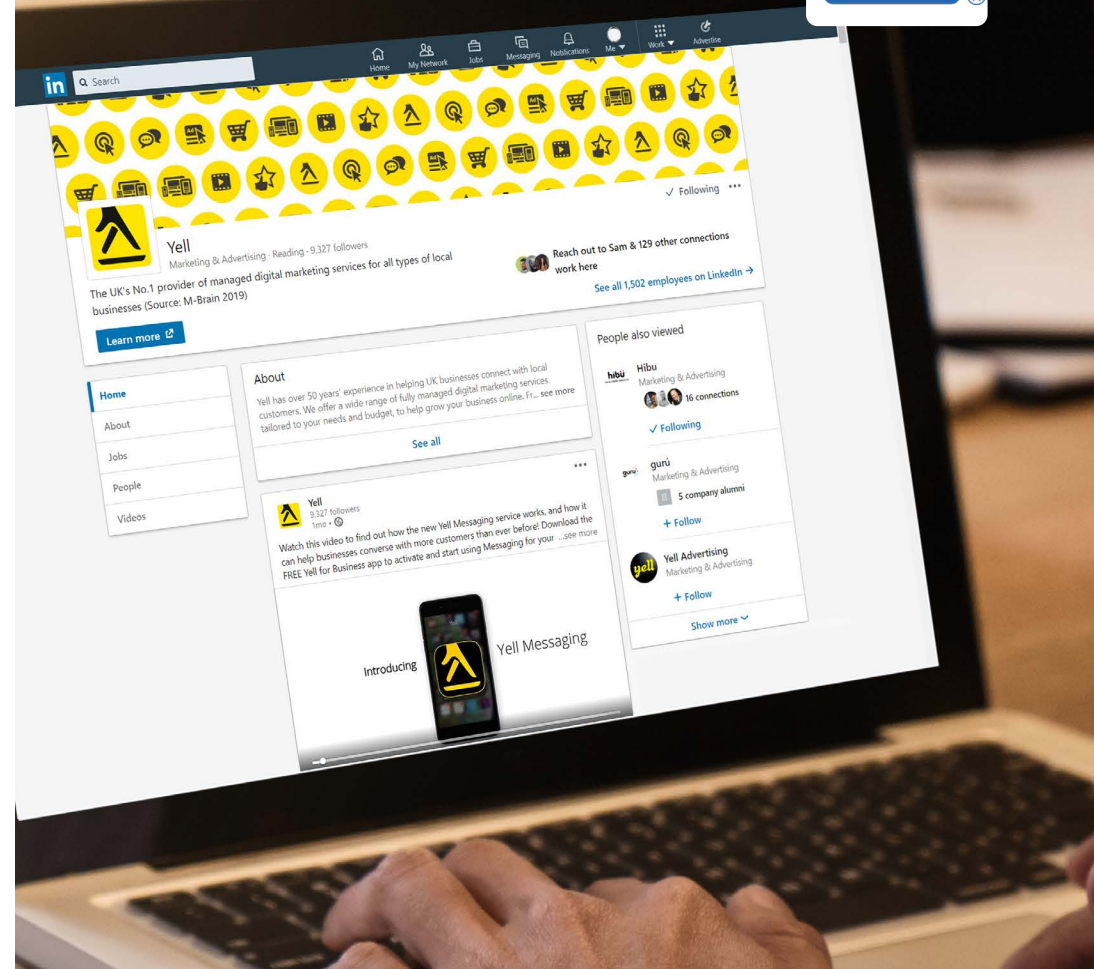 in
Search
Home
My Network
Jobs
Messaging
Notifications
Me
Work
Advertise
Following
Yell
Marketing & Advertising · Reading · 9,327 followers
The UK's No.1 provider of managed digital marketing services for all types of local
businesses (Source: M-Brain 2019)
Reach out to Sam & 129 other connections
work here
See all 1,502 employees on LinkedIn →
Learn more
Home
About
Jobs
People
Videos
About
Yell has over 50 years' experience in helping UK businesses connect with local
customers. We offer a wide range of fully managed digital marketing services
tailored to your needs and budget, to help grow your business online. Fr... see more
See all
Yell
9,327 followers
1mo •
Watch this video to find out how the new Yell Messaging service works, and how it
can help businesses converse with more customers than ever before! Download the
FREE Yell for Business app to activate and start using Messaging for your ...see more
Introducing
Yell Messaging
People also viewed
hibu
Hibu
Marketing & Advertising
16 connections
Following
gurú
gurú
Marketing & Advertising
5 company alumni
+ Follow
yell
Yell Advertising
Marketing & Advertising
+ Follow
Show more